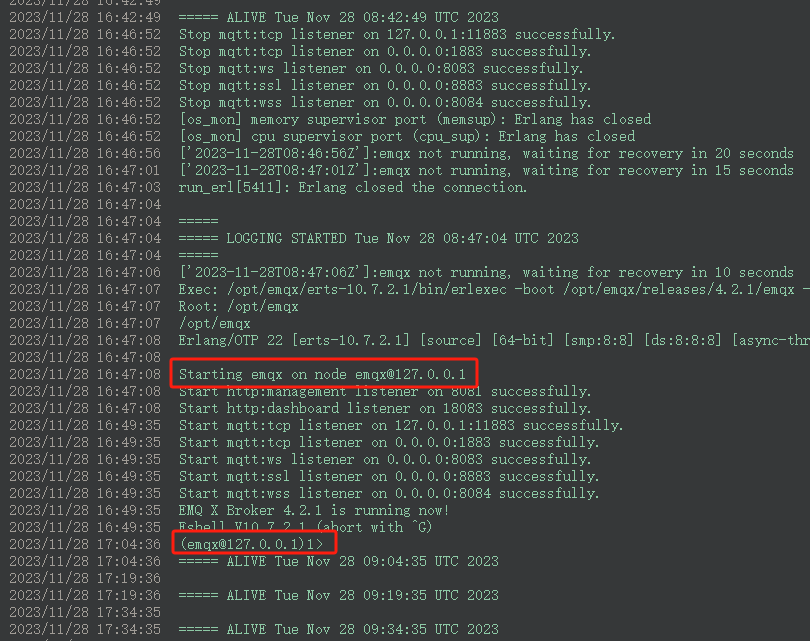 2023/11/28 16:42:49
2023/11/28 16:42:49 ===== ALIVE Tue Nov 28 08:42:49 UTC 2023
2023/11/28 16:46:52 Stop mqtt:tcp listener on 127.0.0.1:11883 successfully.
2023/11/28 16:46:52 Stop mqtt:tcp listener on 0.0.0.0:1883 successfully.
2023/11/28 16:46:52 Stop mqtt:ws listener on 0.0.0.0:8083 successfully.
2023/11/28 16:46:52 Stop mqtt:ssl listener on 0.0.0.0:8883 successfully.
2023/11/28 16:46:52 Stop mqtt:wss listener on 0.0.0.0:8084 successfully.
2023/11/28 16:46:52 [os_mon] memory supervisor port (memsup): Erlang has closed
2023/11/28 16:46:52 [os_mon] cpu supervisor port (cpu_sup): Erlang has closed
2023/11/28 16:46:56 ['2023-11-28T08:46:56Z']:emqx not running, waiting for recovery in 20 seconds
2023/11/28 16:47:01 ['2023-11-28T08:47:01Z']:emqx not running, waiting for recovery in 15 seconds
2023/11/28 16:47:03 run_erl[5411]: Erlang closed the connection.
2023/11/28 16:47:04
2023/11/28 16:47:04 =====
2023/11/28 16:47:04 ===== LOGGING STARTED Tue Nov 28 08:47:04 UTC 2023
2023/11/28 16:47:04 =====
2023/11/28 16:47:06 ['2023-11-28T08:47:06Z']:emqx not running, waiting for recovery in 10 seconds
2023/11/28 16:47:07 Exec: /opt/emqx/erts-10.7.2.1/bin/erlexec -boot /opt/emqx/releases/4.2.1/emqx -
2023/11/28 16:47:07 Root: /opt/emqx
2023/11/28 16:47:07 /opt/emqx
2023/11/28 16:47:08 Erlang/OTP 22 [erts-10.7.2.1] [source] [64-bit] [smp:8:8] [ds:8:8:8] [async-thr
2023/11/28 16:47:08
2023/11/28 16:47:08 Starting emqx on node emqx@127.0.0.1
2023/11/28 16:47:08 Start http:management listener on 8081 successfully.
2023/11/28 16:47:08 Start http:dashboard listener on 18083 successfully.
2023/11/28 16:49:35 Start mqtt:tcp listener on 127.0.0.1:11883 successfully.
2023/11/28 16:49:35 Start mqtt:tcp listener on 0.0.0.0:1883 successfully.
2023/11/28 16:49:35 Start mqtt:ws listener on 0.0.0.0:8083 successfully.
2023/11/28 16:49:35 Start mqtt:ssl listener on 0.0.0.0:8883 successfully.
2023/11/28 16:49:35 Start mqtt:wss listener on 0.0.0.0:8084 successfully.
2023/11/28 16:49:35 EMQ X Broker 4.2.1 is running now!
2023/11/28 16:49:35 Eshell V10.7.2.1 (abort with ^G)
2023/11/28 17:04:36 (emqx@127.0.0.1)1>
2023/11/28 17:04:36 ===== ALIVE Tue Nov 28 09:04:35 UTC 2023
2023/11/28 17:19:36
2023/11/28 17:19:36 ===== ALIVE Tue Nov 28 09:19:35 UTC 2023
2023/11/28 17:34:35
2023/11/28 17:34:35 ===== ALIVE Tue Nov 28 09:34:35 UTC 2023